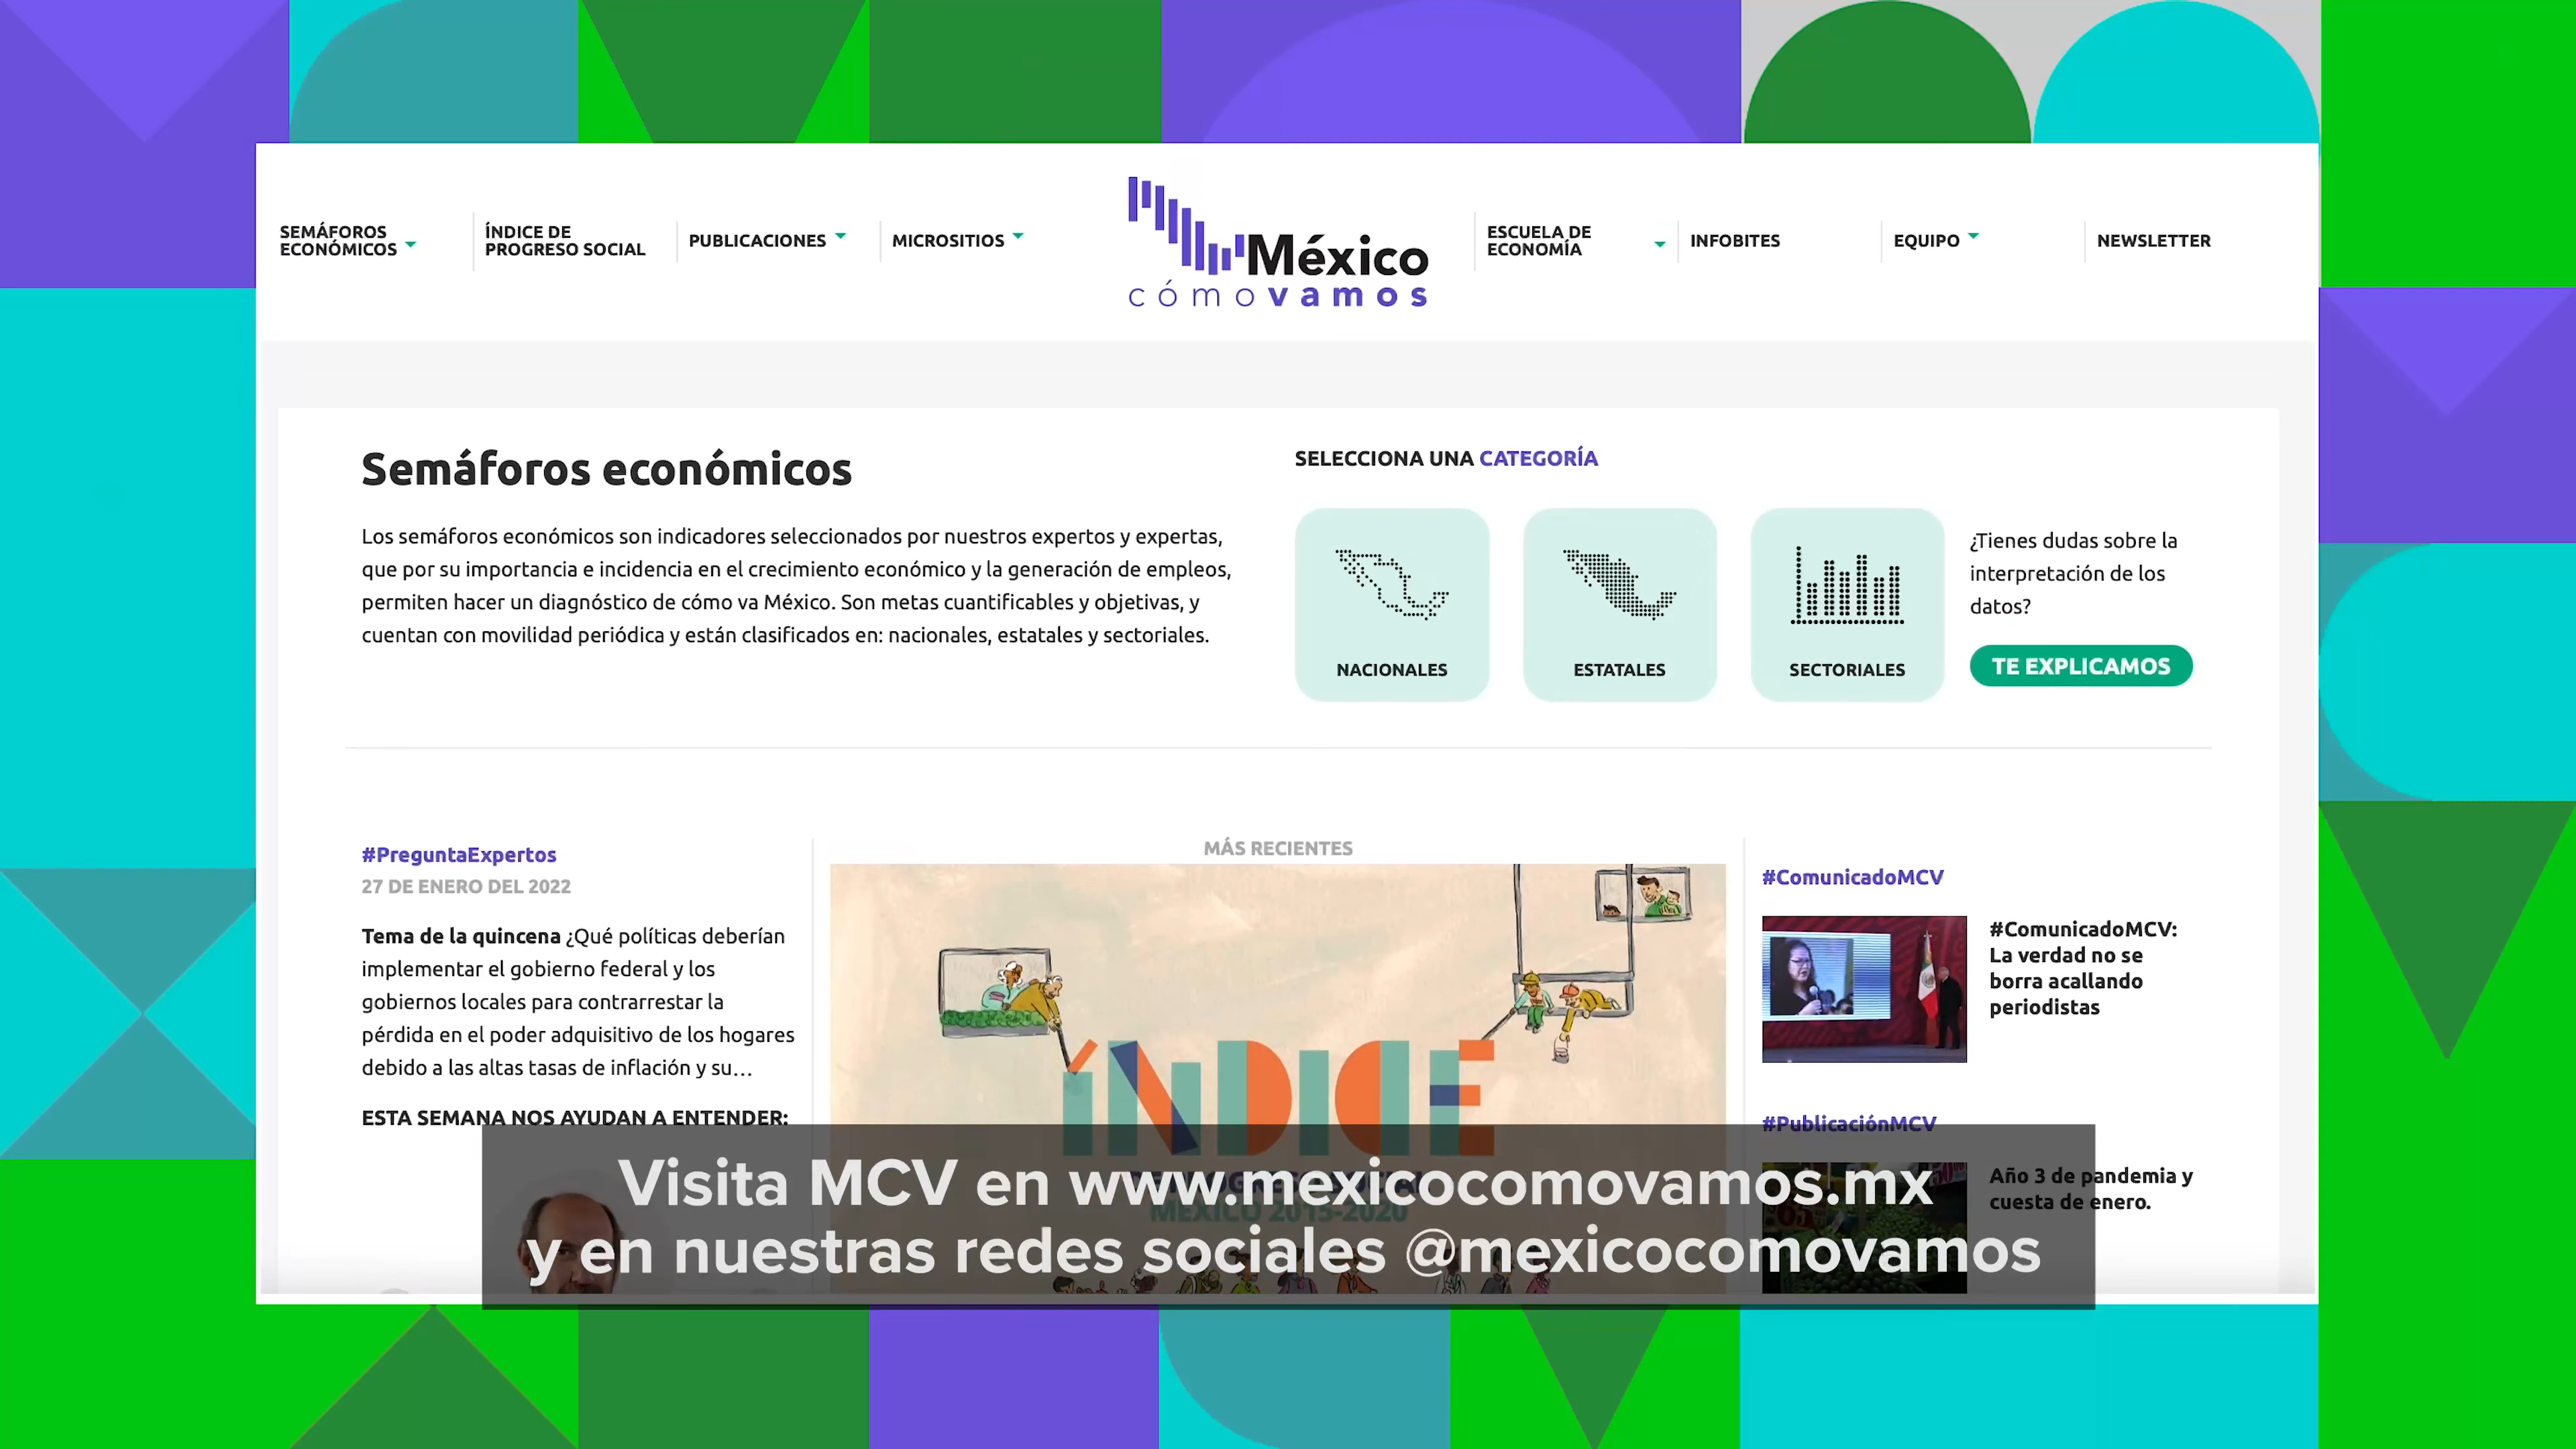 SEMÁFOROS
ECONÓMICOS
ÍNDICE DE
PROGRESO SOCIAL
PUBLICACIONES
MICROSITIOS
México
cómovamos
ESCUELA DE
ECONOMÍA
INFOBITES
EQUIPO
NEWSLETTER
Semáforos económicos
Los semáforos económicos son indicadores seleccionados por nuestros expertos y expertas,
que por su importancia e incidencia en el crecimiento económico y la generación de empleos,
permiten hacer un diagnóstico de cómo va México. Son metas cuantificables y objetivas, y
cuentan con movilidad periódica y están clasificados en: nacionales, estatales y sectoriales.
SELECCIONA UNA CATEGORÍA
NACIONALES
ESTATALES
SECTORIALES
¿Tienes dudas sobre la
interpretación de los
datos?
TE EXPLICAMOS
#PreguntaExpertos
27 DE ENERO DEL 2022
Tema de la quincena ¿Qué políticas deberían
implementar el gobierno federal y los
gobiernos locales para contrarrestar la
pérdida en el poder adquisitivo de los hogares
debido a las altas tasas de inflación y su...
ESTA SEMANA NOS AYUDAN A ENTENDER:
MÁS RECIENTES
ÍNDICE
MÉXICO 2015-2020
#ComunicadoMCV
#ComunicadoMCV:
La verdad no se
borra acallando
periodistas
#PublicaciónMCV
Año 3 de pandemia y
cuesta de enero.
Visita MCV en www.mexicocomovamos.mx
y en nuestras redes sociales @mexicocomovamos